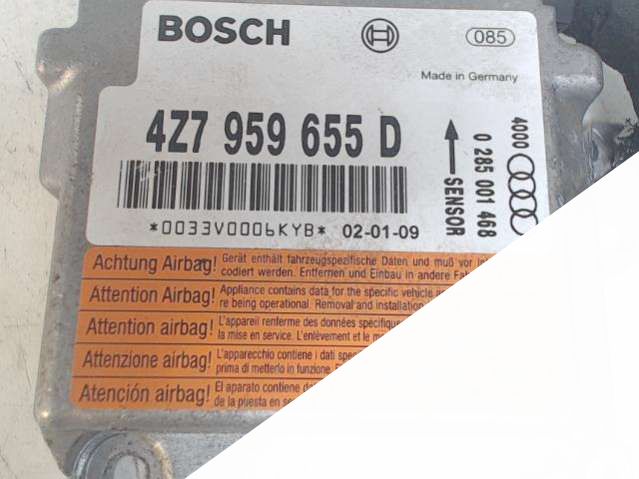 BOSCH
085
Made in Germany
4Z7 959 655 D
*0033V0006KYB* 02-01-09
SENSOR
0 285 001 468
4000
Achtung Airbag! Gerät enthält fahrzeugspezifische Daten und muß vor
codiert werden. Entfernen und Einbau in andere
Attention Airbag! Appliance contains data for the specific vehicle
re being operational. Removal and installation
Attention airbag! L'appareil renferme des données spécifiques
la mise en service. L'enlèvement et le
Attenzione airbag! L'apparecchio contiene i dati
prima di metterlo in funzione.
Atención airbag! El aparato contiene
de la puesta en